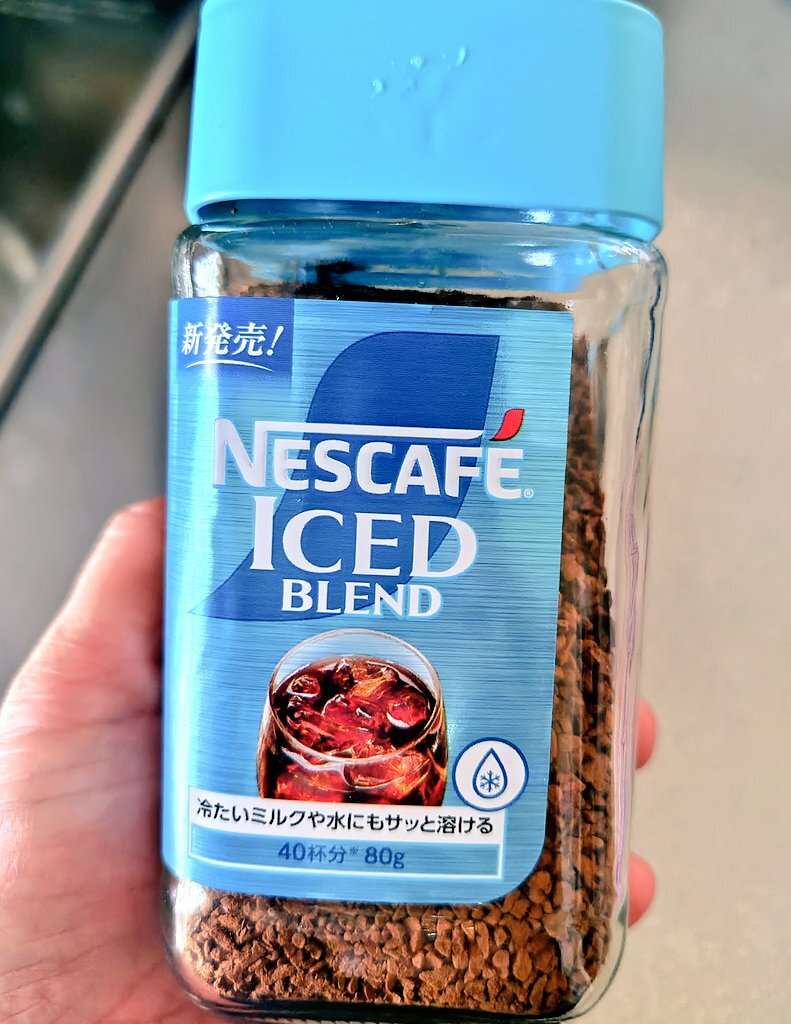 新発売!
NESCAFÉ®
ICED
BLEND
冷たいミルクや水にもサッと溶ける
40杯分※ 80g